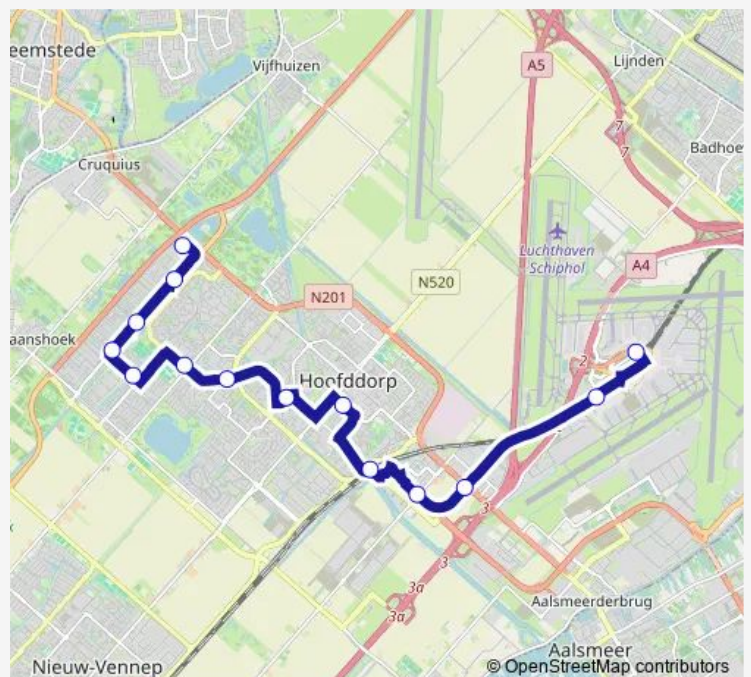 eemstede
Vijfhuizen
A5
Lijnden
7
7
Badhoe
Cruquius
Luchthaven
Schiphol
A4
N520
N201
aanshoek
2
Hoofddorp
3
3
3a
3a
Aalsmeerderbrug
Aalsmeer
Nieuw-Vennep
© OpenStreetMap contributors